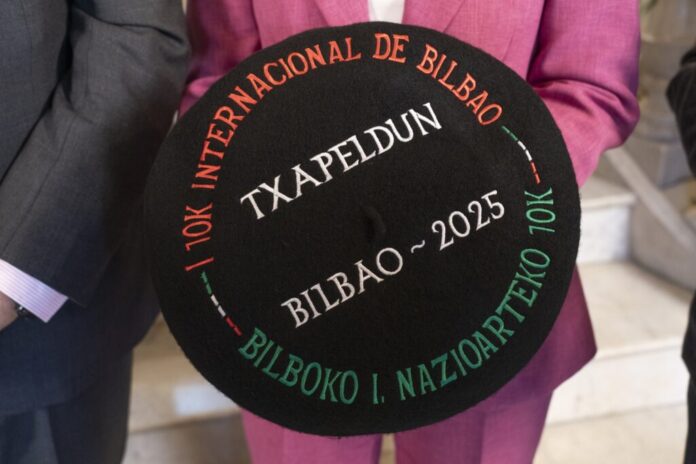 I 10K INTERNACIONAL DE BILBAO
TXAPELDUN
BILBAO ~ 2025
BILBOKO I. NAZIOARTEKO 10K